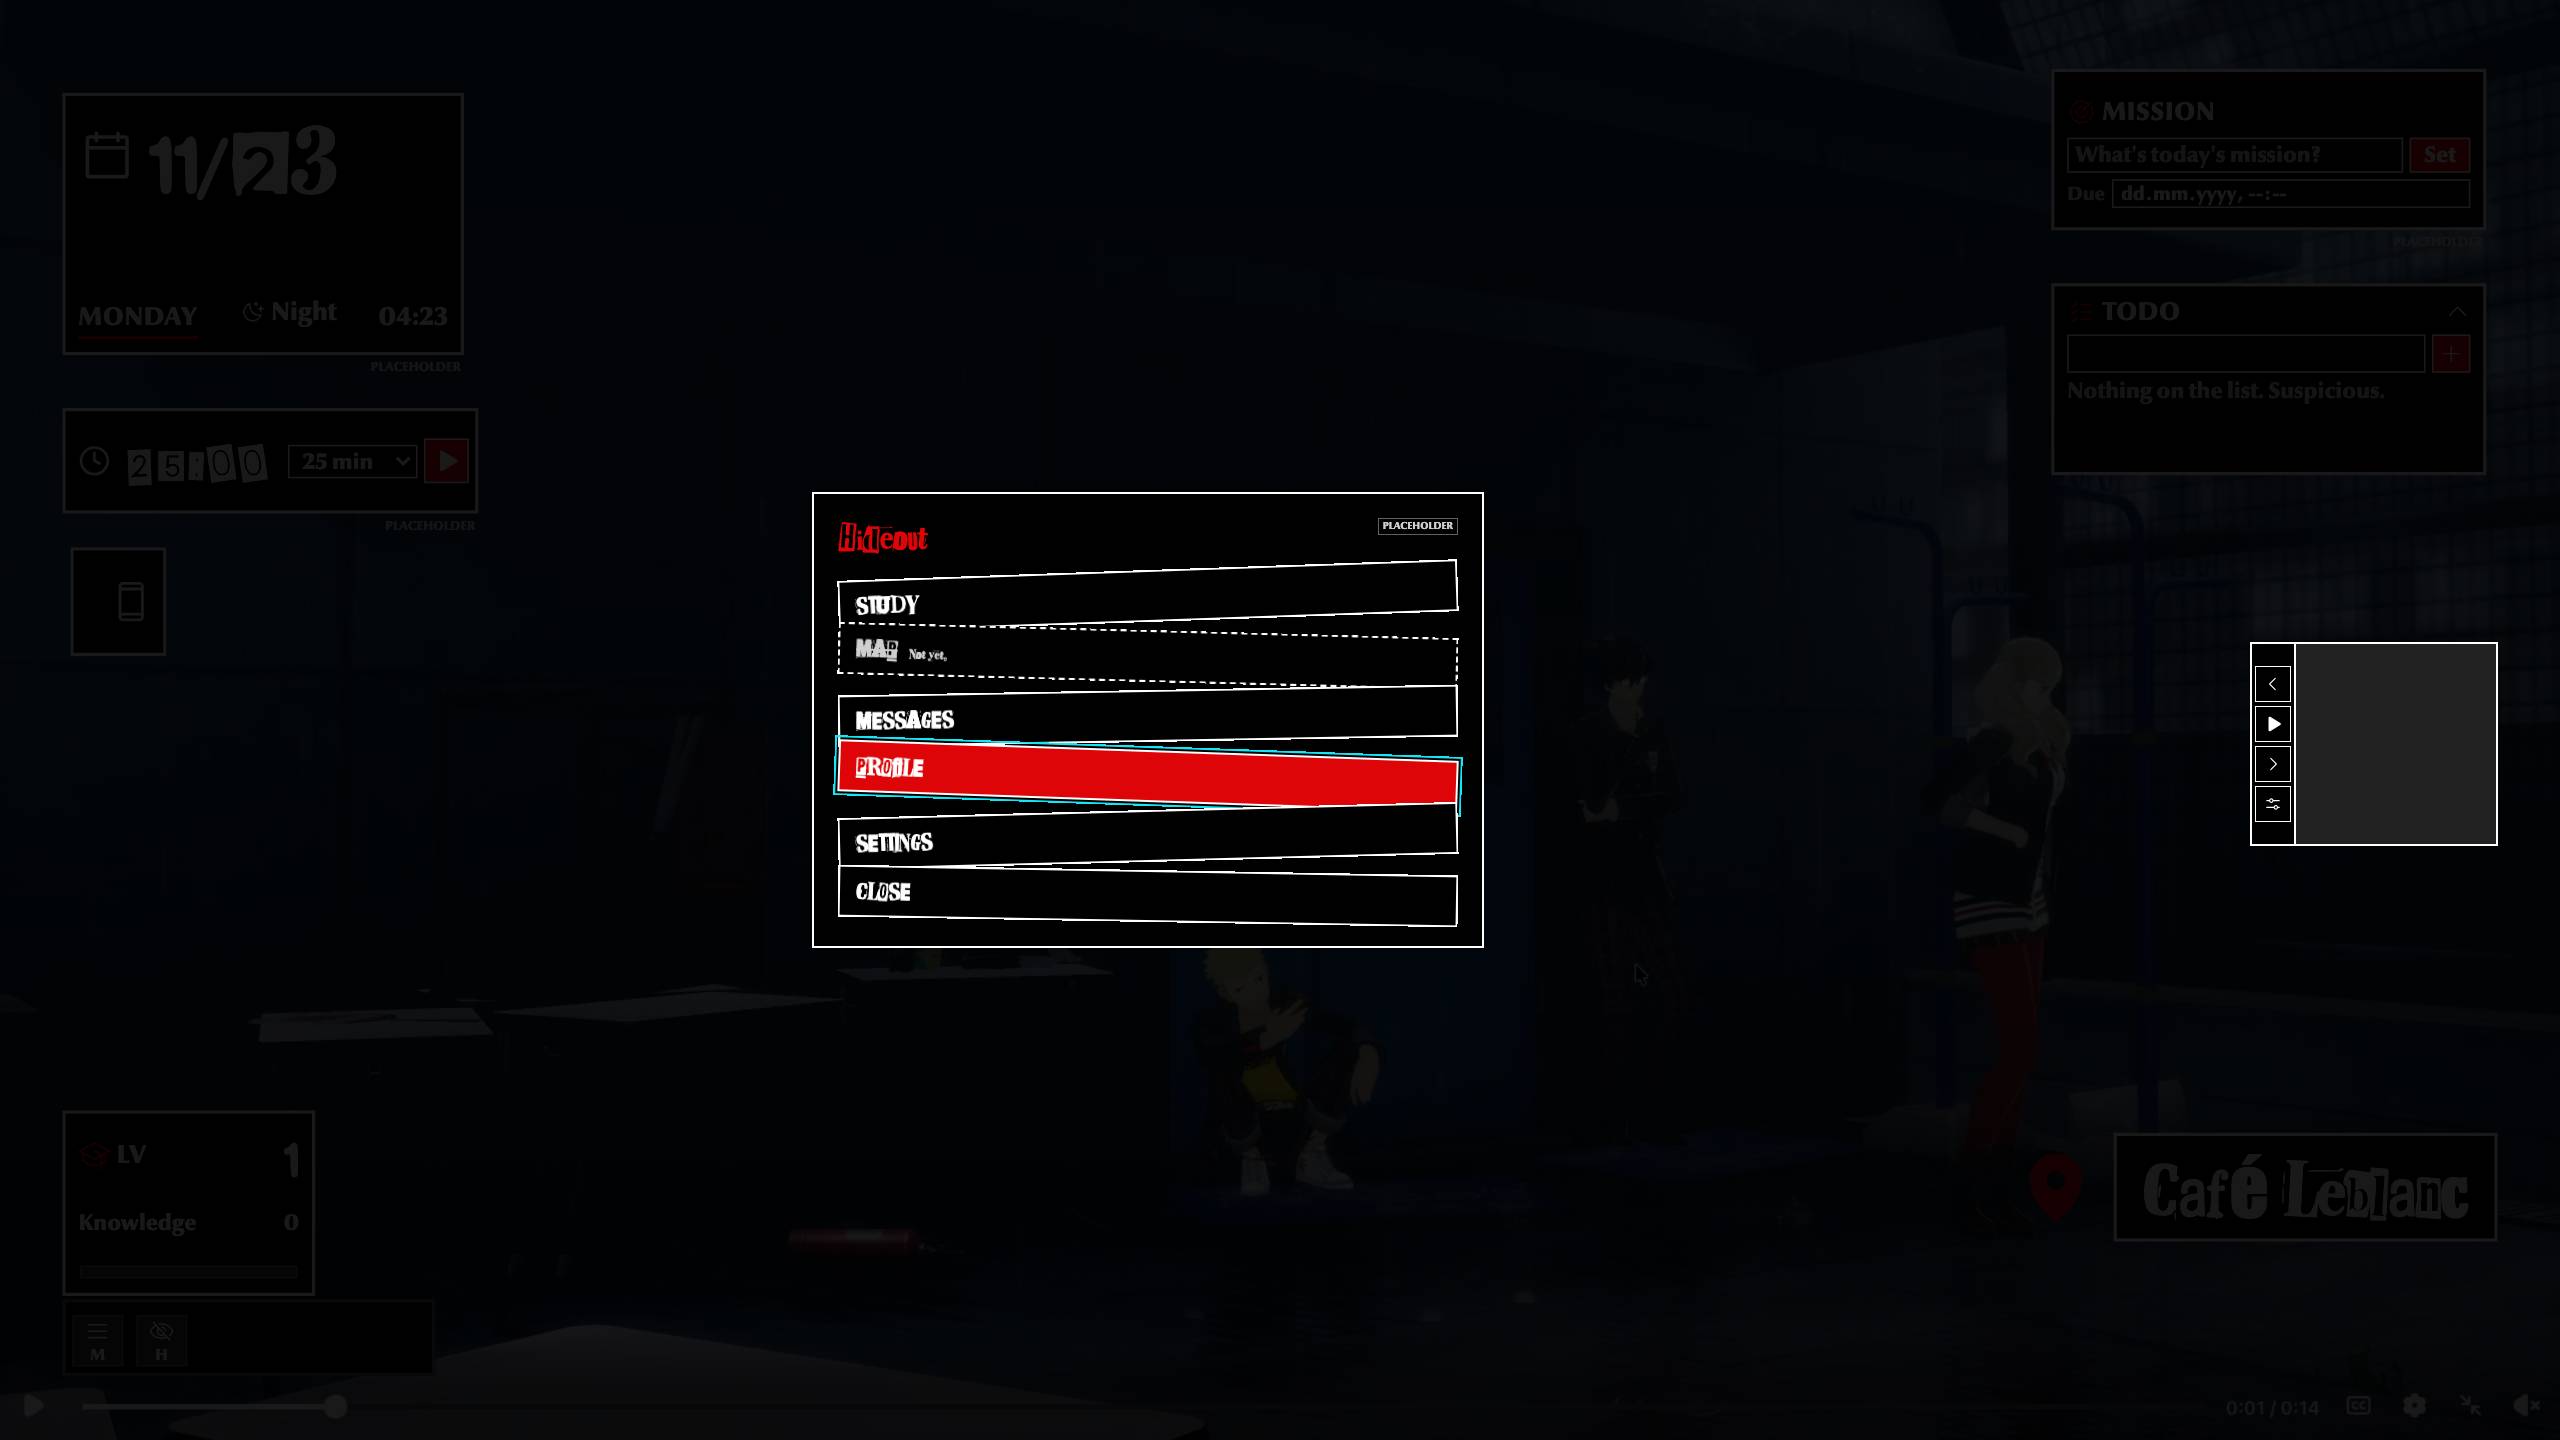 11/23
MONDAY Night 04:23
PLACEHOLDER
25:00 25 min
PLACEHOLDER
MISSION
What's today's mission? Set
Due dd.mm.yyyy, --:--
PLACEHOLDER
TODO
Nothing on the list. Suspicious.
Hideout PLACEHOLDER
STUDY
MAP Not yet.
MESSAGES
PROFILE
SETTINGS
CLOSE
LV 1
Knowledge 0
M H
Café Leblanc
0:01 / 0:14
CC